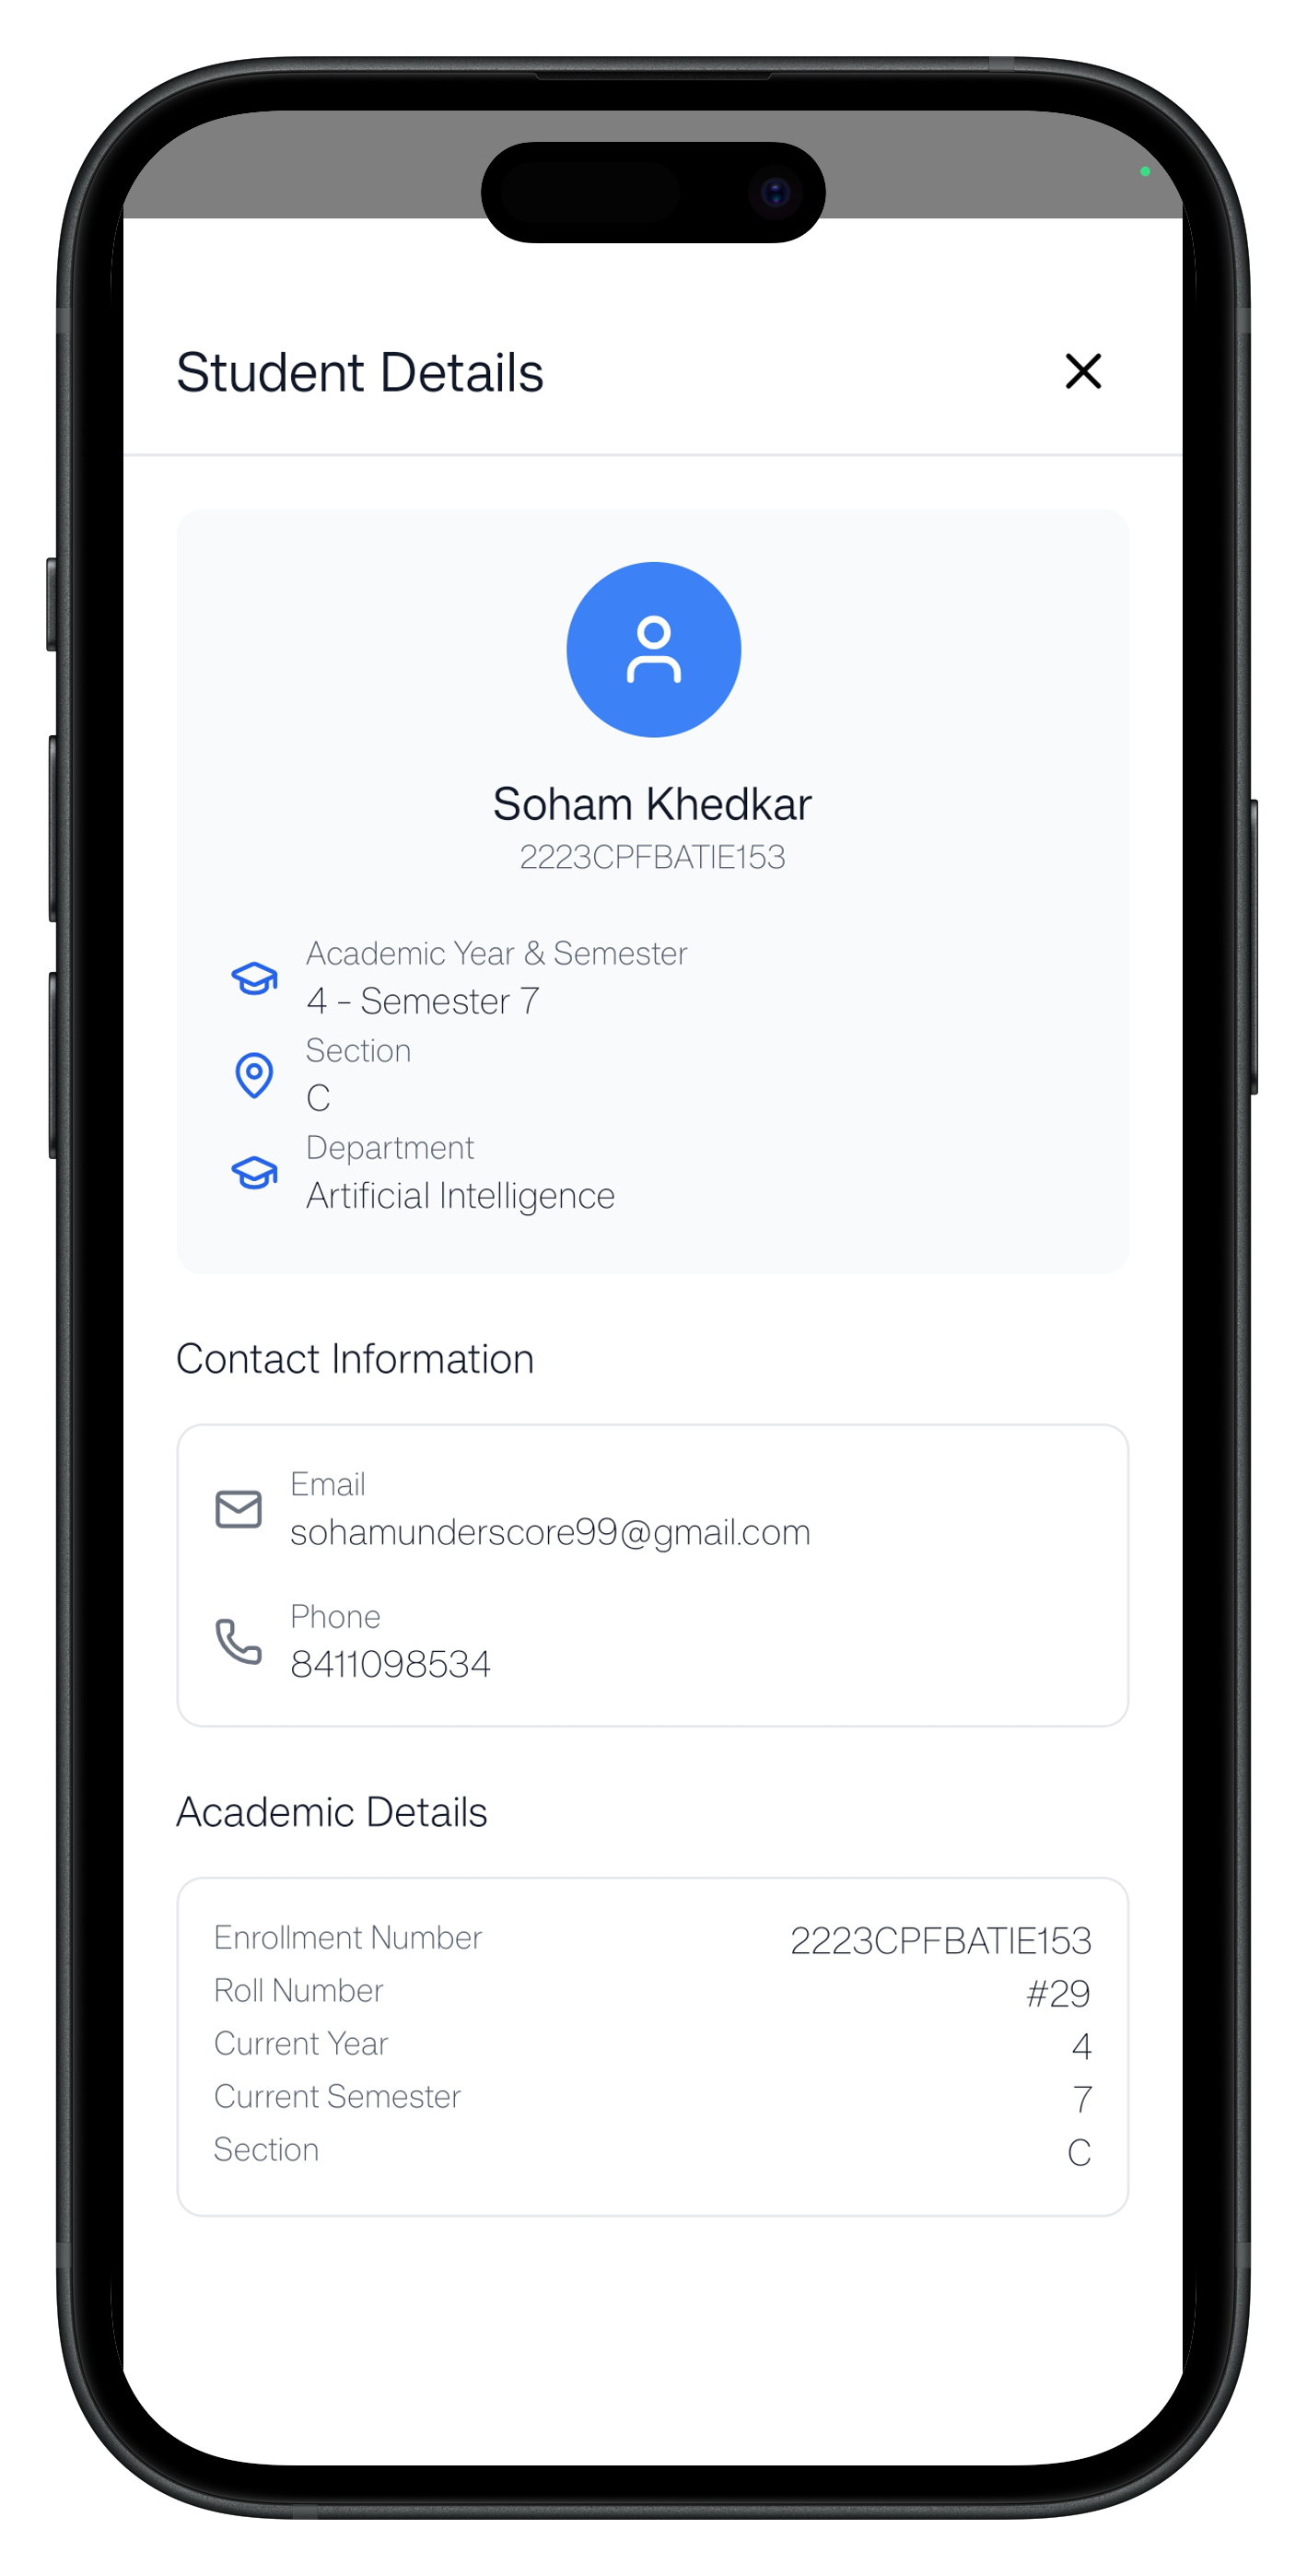 Student Details
Soham Khedkar
2223CPFBATIE153
Academic Year & Semester
4 - Semester 7
Section
C
Department
Artificial Intelligence
Contact Information
Email
sohamunderscore99@gmail.com
Phone
8411098534
Academic Details
Enrollment Number 2223CPFBATIE153
Roll Number #29
Current Year 4
Current Semester 7
Section C